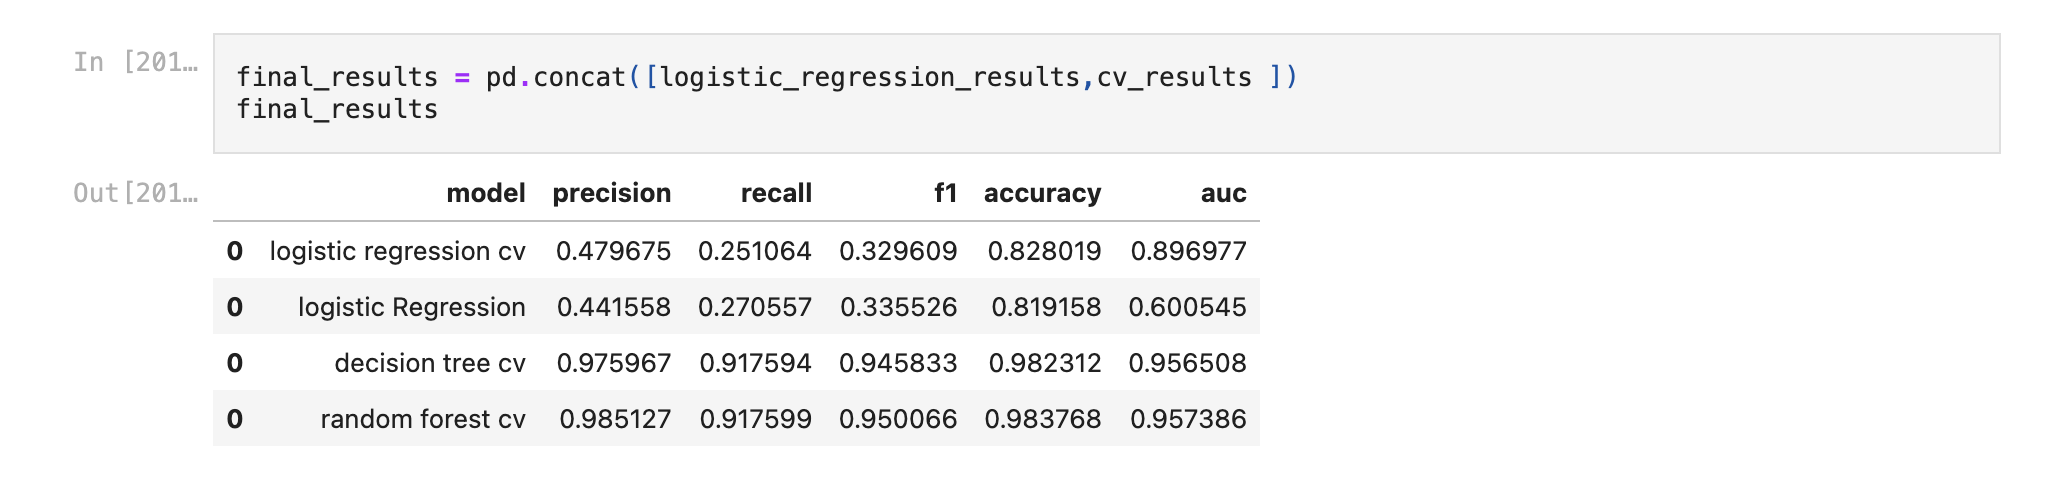 In [201…
final_results = pd.concat([logistic_regression_results,cv_results ])
final_results
Out[201…
model precision recall f1 accuracy auc
0 logistic regression cv 0.479675 0.251064 0.329609 0.828019 0.896977
0 logistic Regression 0.441558 0.270557 0.335526 0.819158 0.600545
0 decision tree cv 0.975967 0.917594 0.945833 0.982312 0.956508
0 random forest cv 0.985127 0.917599 0.950066 0.983768 0.957386